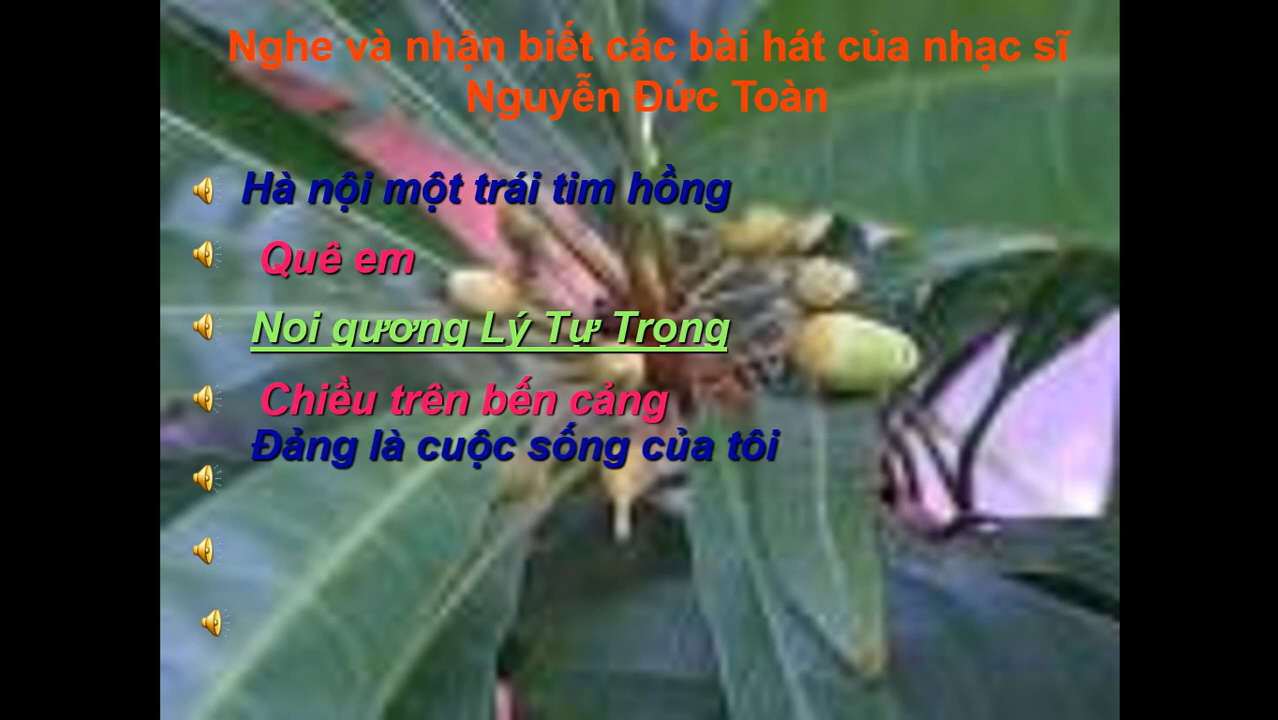 Nghe và nhận biết các bài hát của nhạc sĩ
Nguyễn Đức Toàn
Hà nội một trái tim hồng
Quê em
Noi gương Lý Tự Trọng
Chiều trên bến cảng
Đảng là cuộc sống của tôi